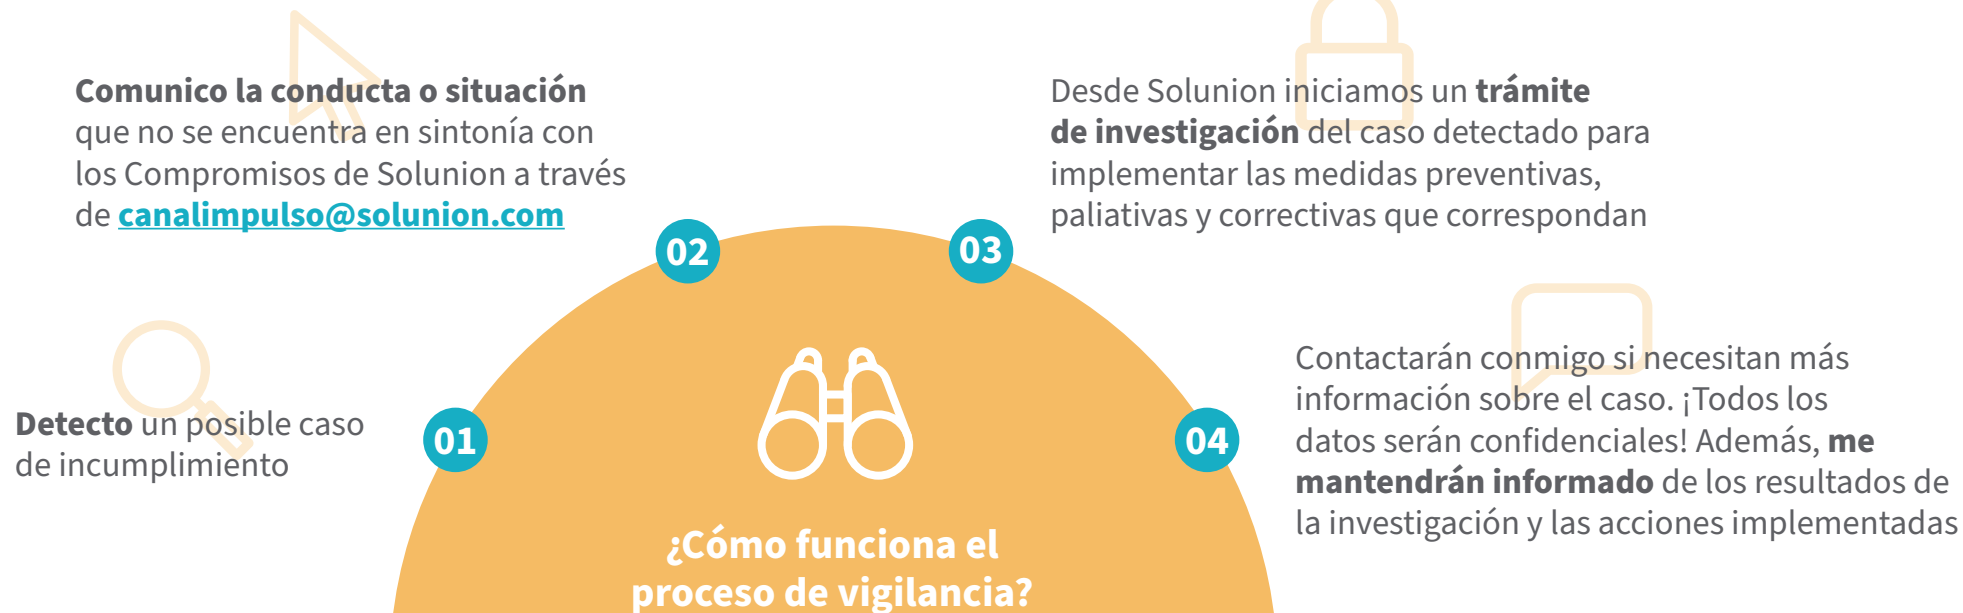 Detecto un posible caso
de incumplimiento
01
Comunico la conducta o situación
que no se encuentra en sintonía con
los Compromisos de Solunion a través
de canalimpulso@solunion.com
02
03
Desde Solunion iniciamos un trámite
de investigación del caso detectado para
implementar las medidas preventivas,
paliativas y correctivas que correspondan
04
Contactarán conmigo si necesitan más
información sobre el caso. ¡Todos los
datos serán confidenciales! Además, me
mantendrán informado de los resultados de
la investigación y las acciones implementadas
¿Cómo funciona el
proceso de vigilancia?